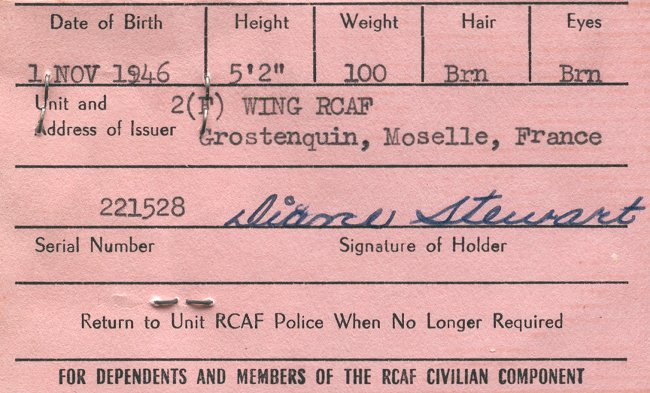 Date of Birth Height Weight Hair Eyes
1 NOV 1946 5'2" 100 Brn Brn
Unit and 2(F) WING RCAF
Address of Issuer Grostenquin, Moselle, France
221528 Diane Stewart
Serial Number Signature of Holder
Return to Unit RCAF Police When No Longer Required
FOR DEPENDENTS AND MEMBERS OF THE RCAF CIVILIAN COMPONENT